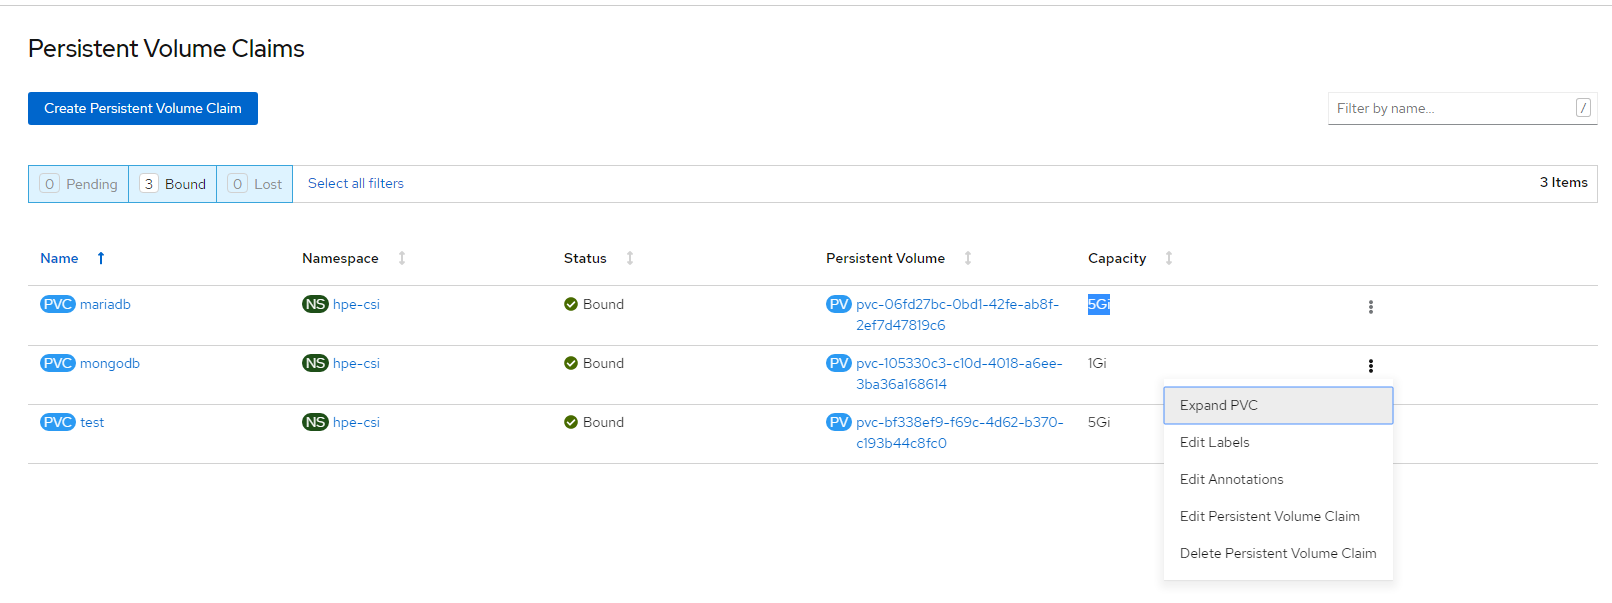 Persistent Volume Claims
Create Persistent Volume Claim
Filter by name... /
0 Pending 3 Bound 0 Lost Select all filters 3 Items
Name Namespace Status Persistent Volume Capacity
PVC mariadb NS hpe-csi Bound PV pvc-06fd27bc-0bd1-42fe-ab8f- 5Gi
2ef7d47819c6
PVC mongodb NS hpe-csi Bound PV pvc-105330c3-c10d-4018-a6ee- 1Gi
3ba36a168614
Expand PVC
PVC test NS hpe-csi Bound PV pvc-bf338ef9-f69c-4d62-b370- 5Gi
c193b44c8fc0
Edit Labels
Edit Annotations
Edit Persistent Volume Claim
Delete Persistent Volume Claim